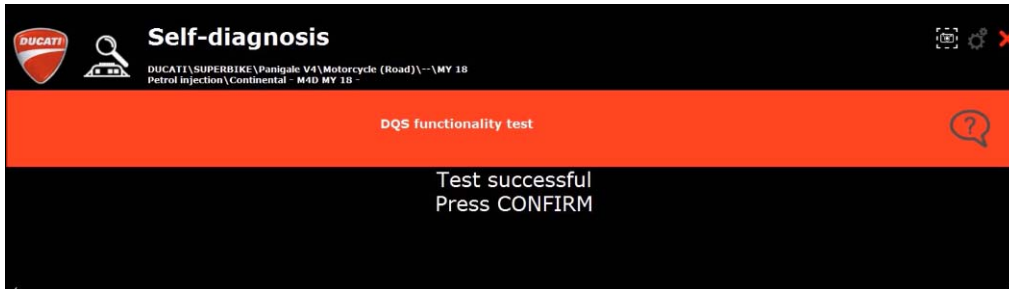 DUCATI
Self-diagnosis
DUCATI\SUPERBIKE\Panigale V4\Motorcycle (Road)\--\MY 18
Petrol injection\Continental - M4D MY 18 -
DQS functionality test
?
Test successful
Press CONFIRM